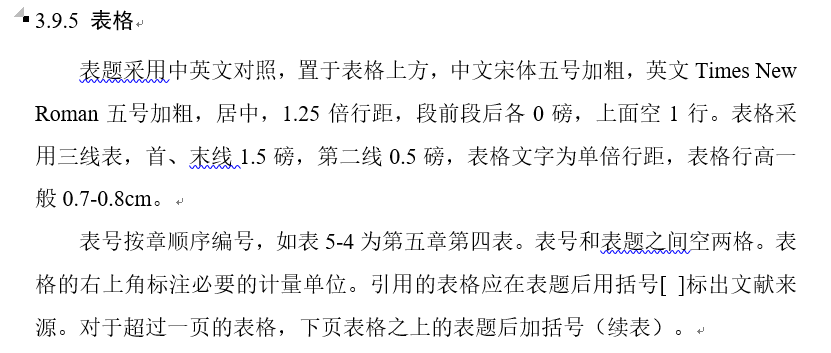 3.9.5 表格
表题采用中英文对照，置于表格上方，中文宋体五号加粗，英文 Times New
Roman 五号加粗，居中，1.25 倍行距，段前段后各 0 磅，上面空 1 行。表格采
用三线表，首、末线 1.5 磅，第二线 0.5 磅，表格文字为单倍行距，表格行高一
般 0.7-0.8cm。
表号按章顺序编号，如表 5-4 为第五章第四表。表号和表题之间空两格。表
格的右上角标注必要的计量单位。引用的表格应在表题后用括号[ ]标出文献来
源。对于超过一页的表格，下页表格之上的表题后加括号（续表）。